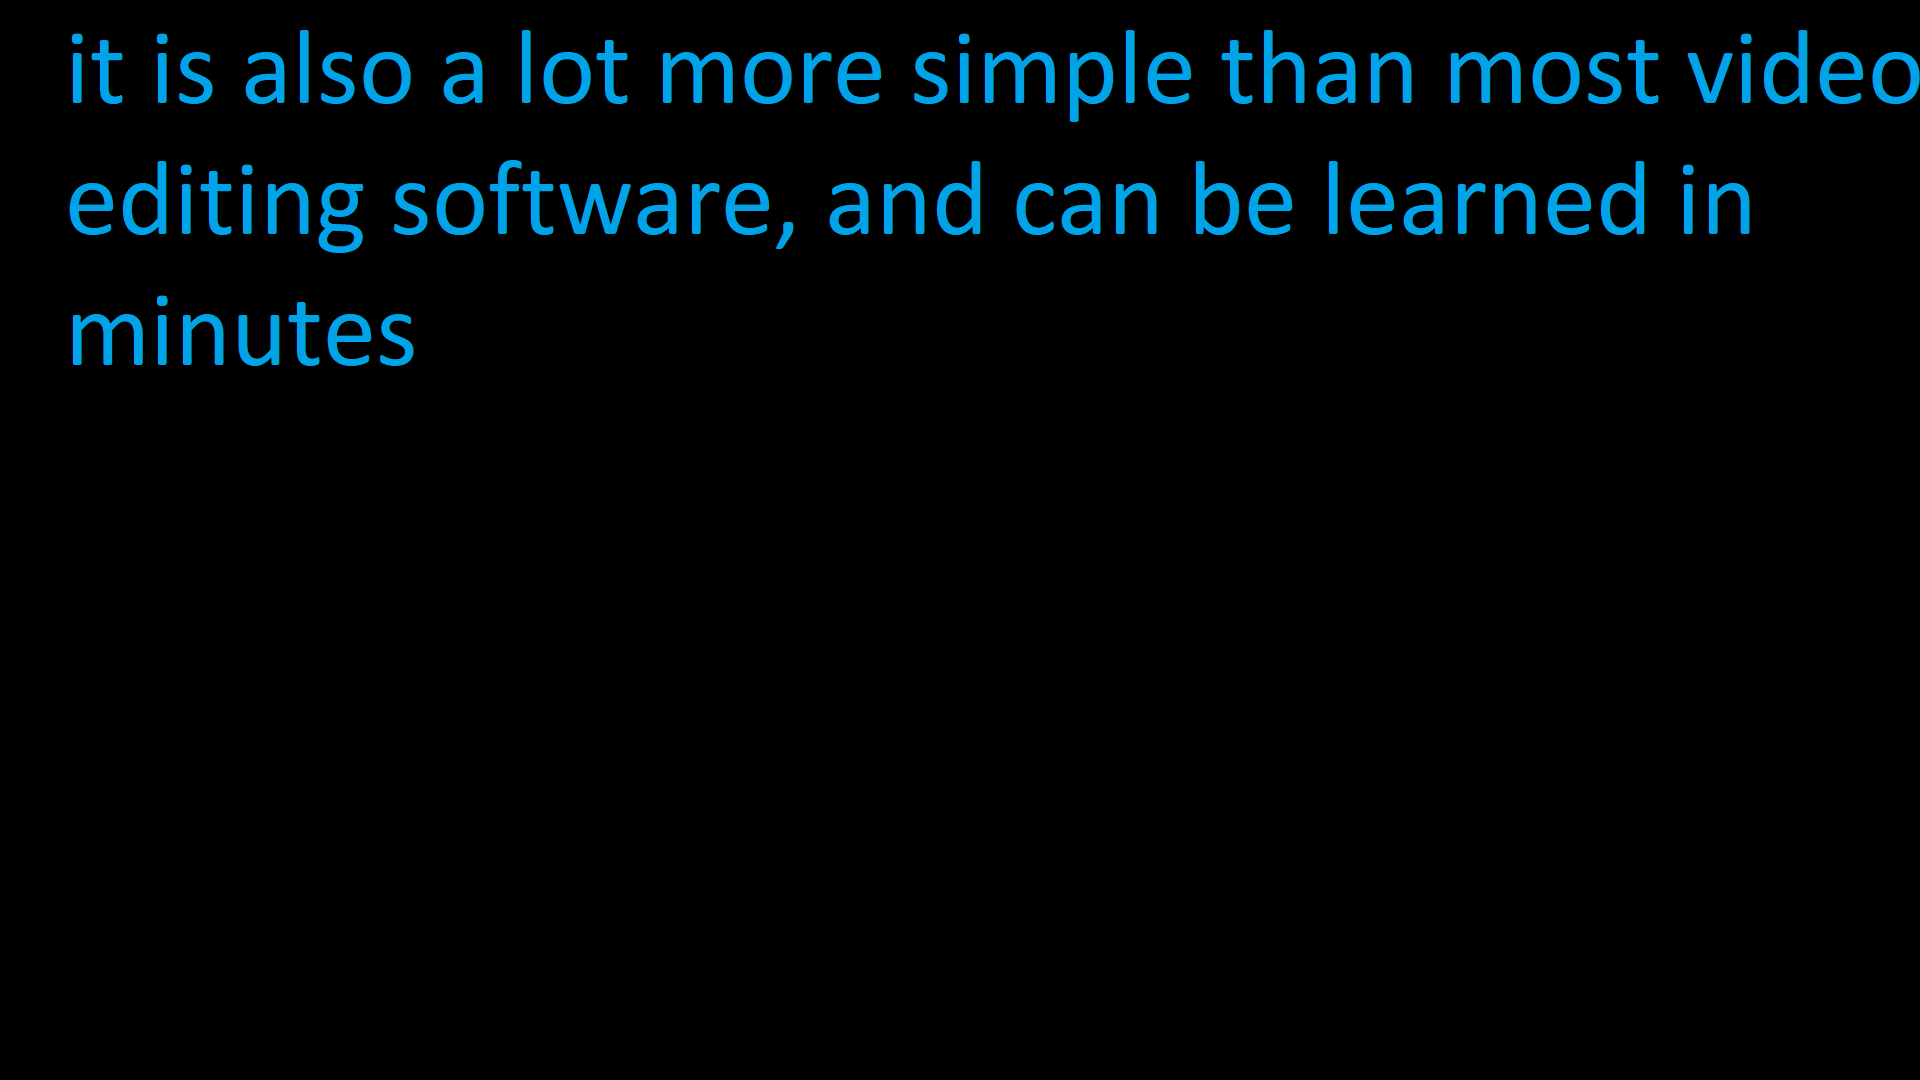 it is also a lot more simple than most video
editing software, and can be learned in
minutes